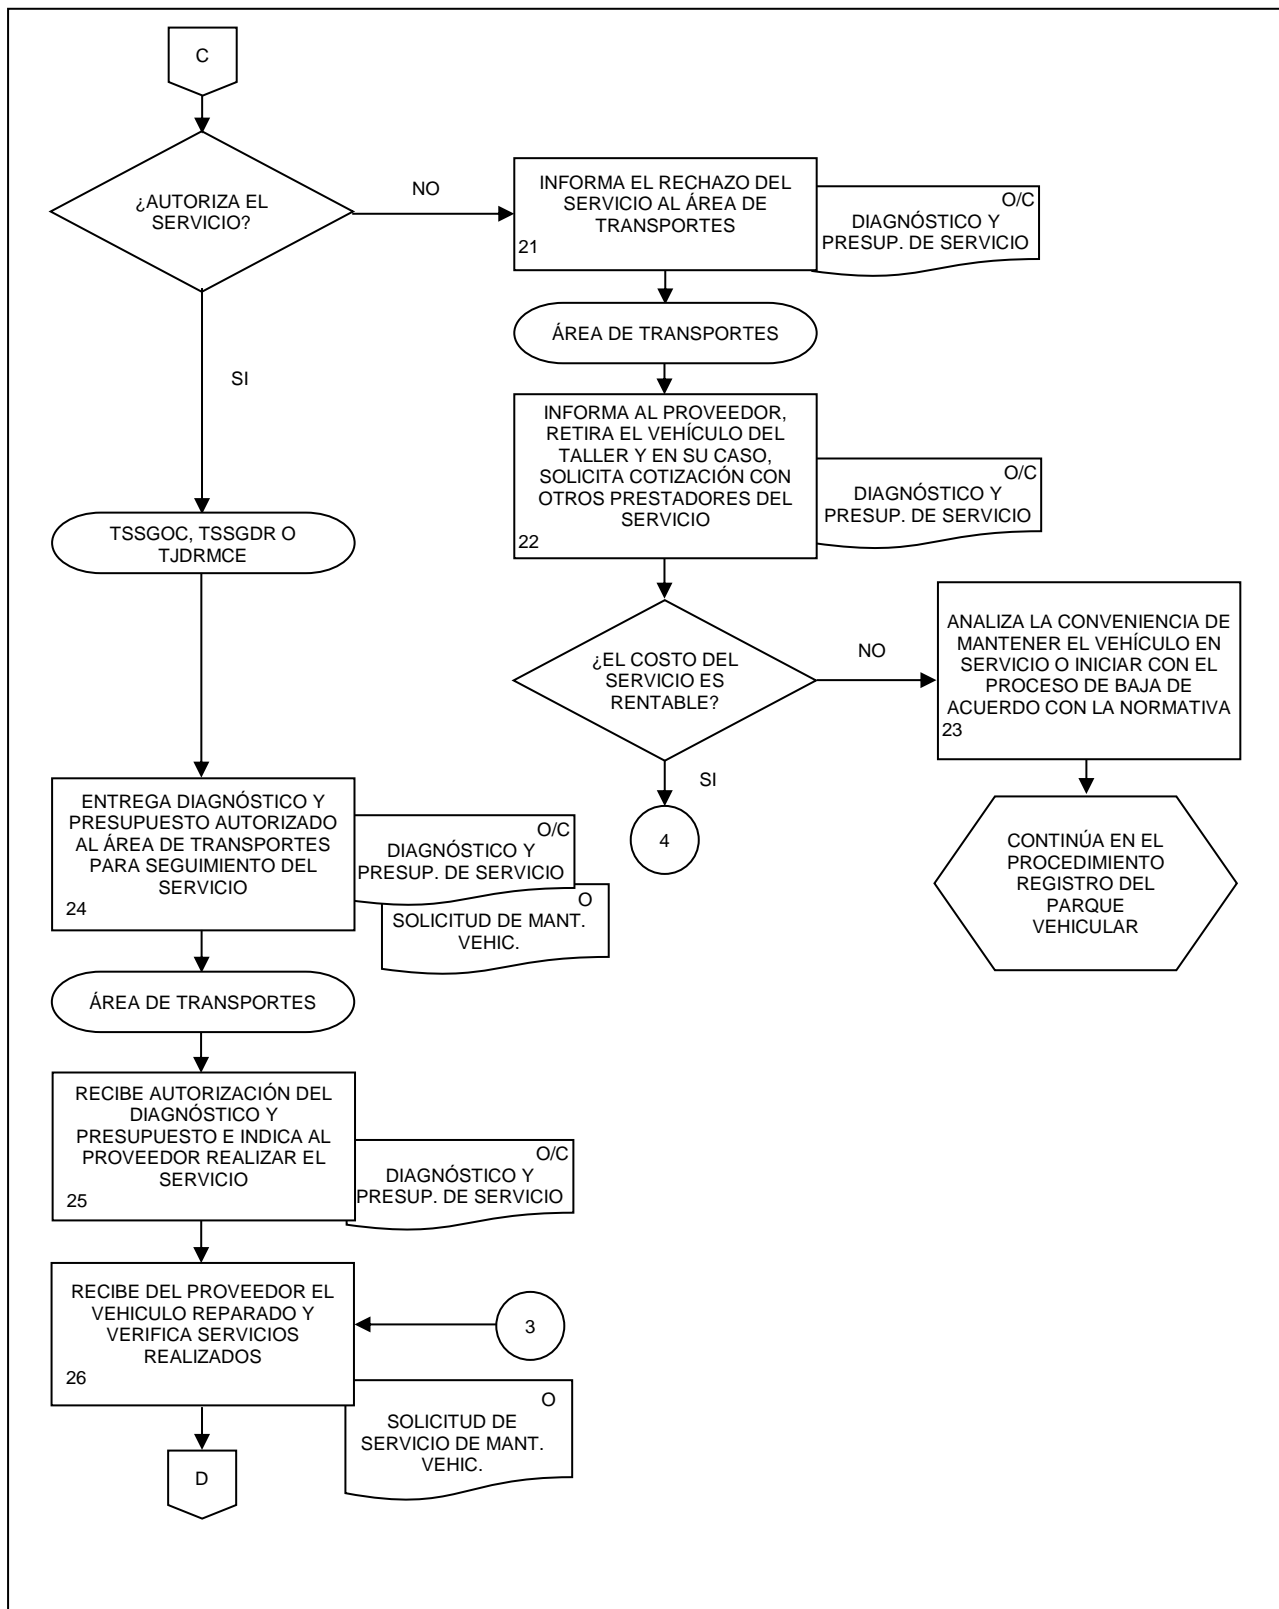 C
¿AUTORIZA EL
SERVICIO?
NO
INFORMA EL RECHAZO DEL
SERVICIO AL ÁREA DE
TRANSPORTES
21
O/C
DIAGNÓSTICO Y
PRESUP. DE SERVICIO
ÁREA DE TRANSPORTES
SI
INFORMA AL PROVEEDOR,
RETIRA EL VEHÍCULO DEL
TALLER Y EN SU CASO,
SOLICITA COTIZACIÓN CON
OTROS PRESTADORES DEL
SERVICIO
22
O/C
DIAGNÓSTICO Y
PRESUP. DE SERVICIO
TSSGOC, TSSGDR O
TJDRMCE
¿EL COSTO DEL
SERVICIO ES
RENTABLE?
NO
ANALIZA LA CONVENIENCIA DE
MANTENER EL VEHÍCULO EN
SERVICIO O INICIAR CON EL
PROCESO DE BAJA DE
ACUERDO CON LA NORMATIVA
23
SI
4
CONTINÚA EN EL
PROCEDIMIENTO
REGISTRO DEL
PARQUE
VEHICULAR
ENTREGA DIAGNÓSTICO Y
PRESUPUESTO AUTORIZADO
AL ÁREA DE TRANSPORTES
PARA SEGUIMIENTO DEL
SERVICIO
24
O/C
DIAGNÓSTICO Y
PRESUP. DE SERVICIO
O
SOLICITUD DE MANT.
VEHIC.
ÁREA DE TRANSPORTES
RECIBE AUTORIZACIÓN DEL
DIAGNÓSTICO Y
PRESUPUESTO E INDICA AL
PROVEEDOR REALIZAR EL
SERVICIO
25
O/C
DIAGNÓSTICO Y
PRESUP. DE SERVICIO
RECIBE DEL PROVEEDOR EL
VEHICULO REPARADO Y
VERIFICA SERVICIOS
REALIZADOS
26
3
O
SOLICITUD DE
SERVICIO DE MANT.
VEHIC.
D